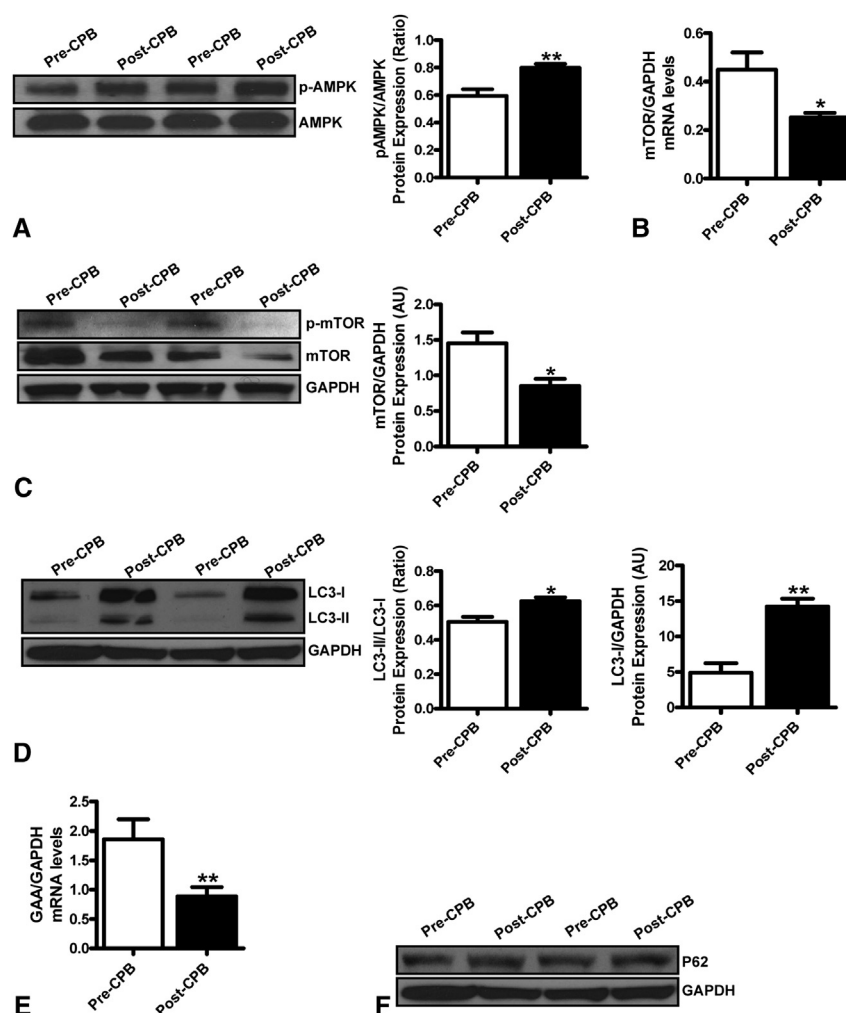 Pre-CPB Post-CPB Pre-CPB Post-CPB
p-AMPK
AMPK
pAMPK/AMPK
Protein Expression (Ratio)
1.0
0.8
0.6
0.4
0.2
0.0
**
Pre-CPB Post-CPB
mTOR/GAPDH
mRNA levels
0.6
0.4
0.2
0.0
*
Pre-CPB Post-CPB
A
B
Pre-CPB Post-CPB Pre-CPB Post-CPB
p-mTOR
mTOR
GAPDH
mTOR/GAPDH
Protein Expression (AU)
2.0
1.5
1.0
0.5
0.0
*
Pre-CPB Post-CPB
C
Pre-CPB Post-CPB Pre-CPB Post-CPB
LC3-I
LC3-II
GAPDH
LC3-II/LC3-I
Protein Expression (Ratio)
0.8
0.6
0.4
0.2
0.0
*
Pre-CPB Post-CPB
LC3-I/GAPDH
Protein Expression (AU)
20
15
10
5
0
**
Pre-CPB Post-CPB
D
GAA/GAPDH
mRNA levels
2.5
2.0
1.5
1.0
0.5
0.0
**
Pre-CPB Post-CPB
E
Pre-CPB Post-CPB Pre-CPB Post-CPB
P62
GAPDH
F